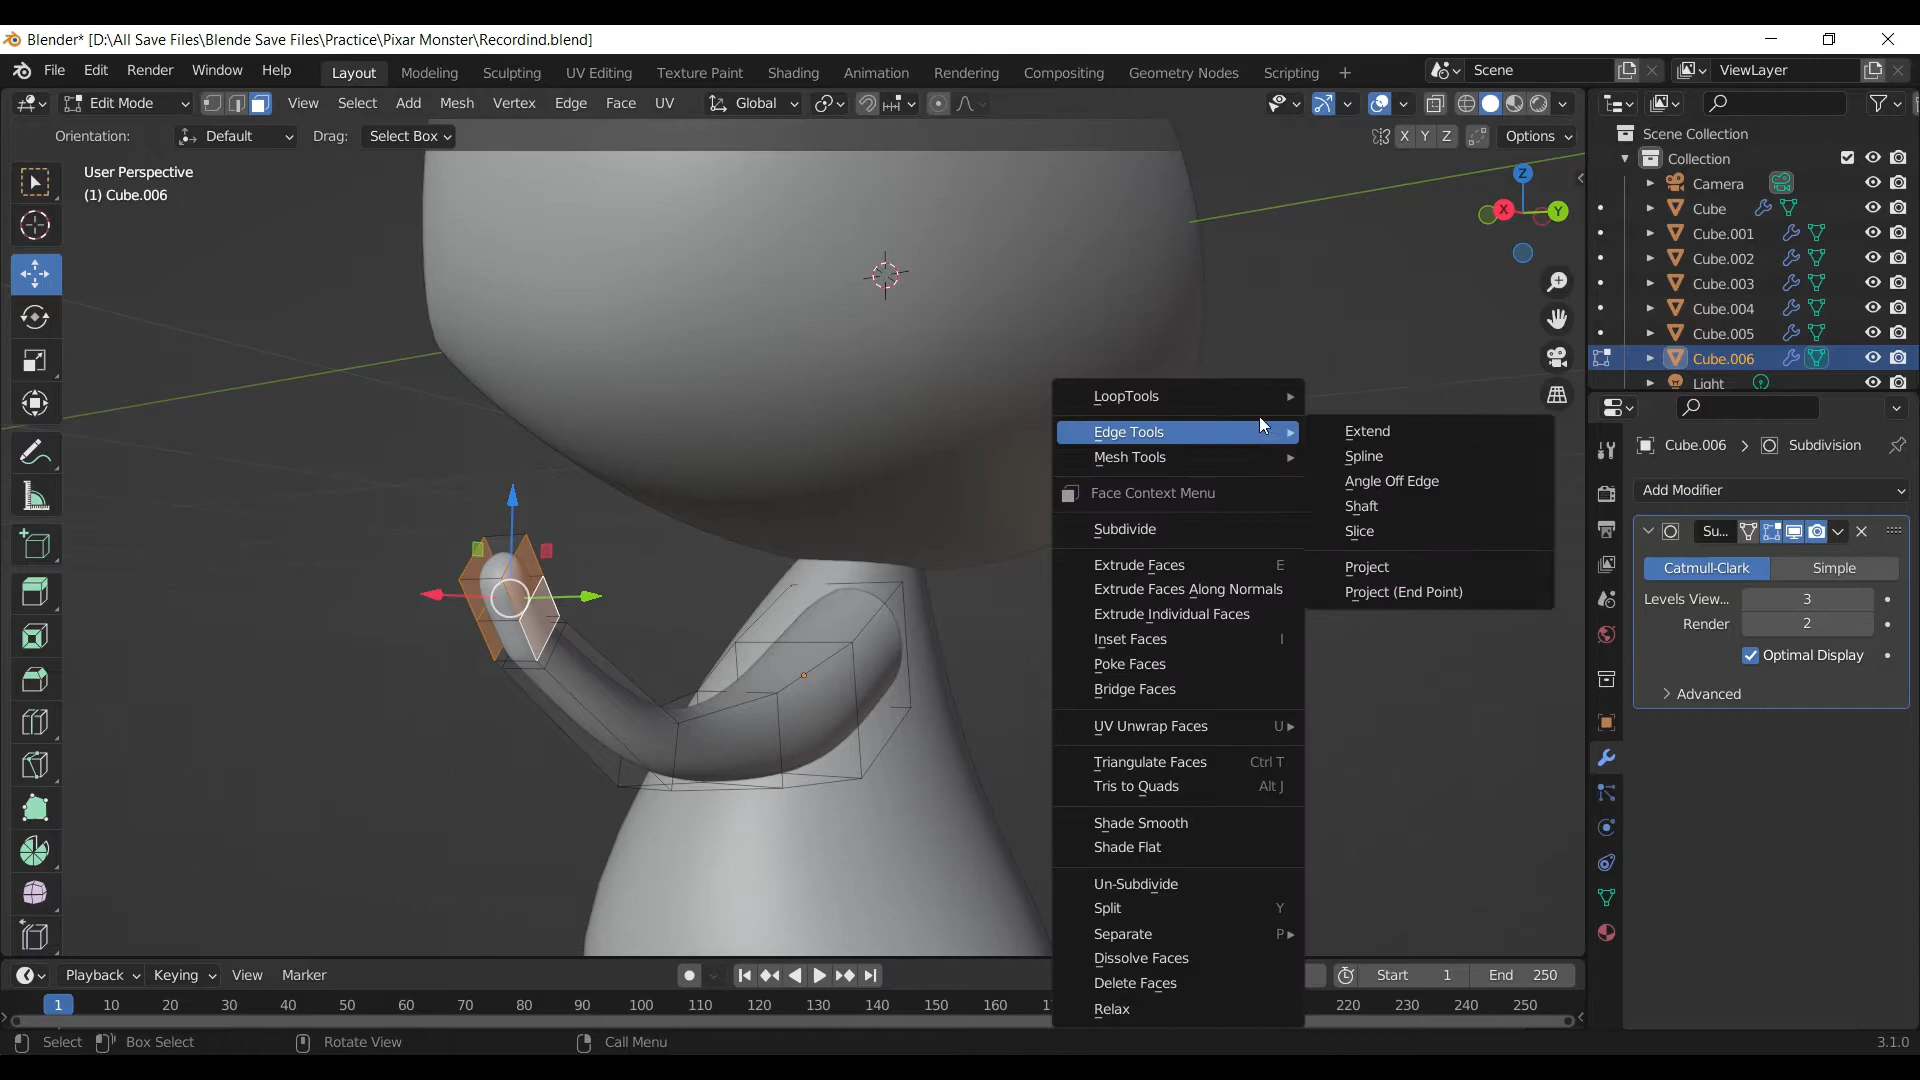 Blender* [D:\All Save Files\Blende Save Files\Practice\Pixar Monster\Recordind.blend]
File Edit Render Window Help Layout Modeling Sculpting UV Editing Texture Paint Shading Animation Rendering Compositing Geometry Nodes Scripting + Scene ViewLayer
Edit Mode View Select Add Mesh Vertex Edge Face UV Global
Orientation: Default Drag: Select Box X Y Z Options
User Perspective
(1) Cube.006
Z
X
Y
Scene Collection
Collection
Camera
Cube
Cube.001
Cube.002
Cube.003
Cube.004
Cube.005
Cube.006
Light
LoopTools
Edge Tools
Mesh Tools
Face Context Menu
Subdivide
Extrude Faces E
Extrude Faces Along Normals
Extrude Individual Faces
Inset Faces I
Poke Faces
Bridge Faces
UV Unwrap Faces U
Triangulate Faces Ctrl T
Tris to Quads Alt J
Shade Smooth
Shade Flat
Un-Subdivide
Split Y
Separate P
Dissolve Faces
Delete Faces
Relax
Extend
Spline
Angle Off Edge
Shaft
Slice
Project
Project (End Point)
Cube.006 > Subdivision
Add Modifier
Su...
Catmull-Clark Simple
Levels View... 3
Render 2
Optimal Display
Advanced
Playback Keying View Marker Start 1 End 250
1 10 20 30 40 50 60 70 80 90 100 110 120 130 140 150 160 220 230 240 250
Select Box Select Rotate View Call Menu 3.1.0